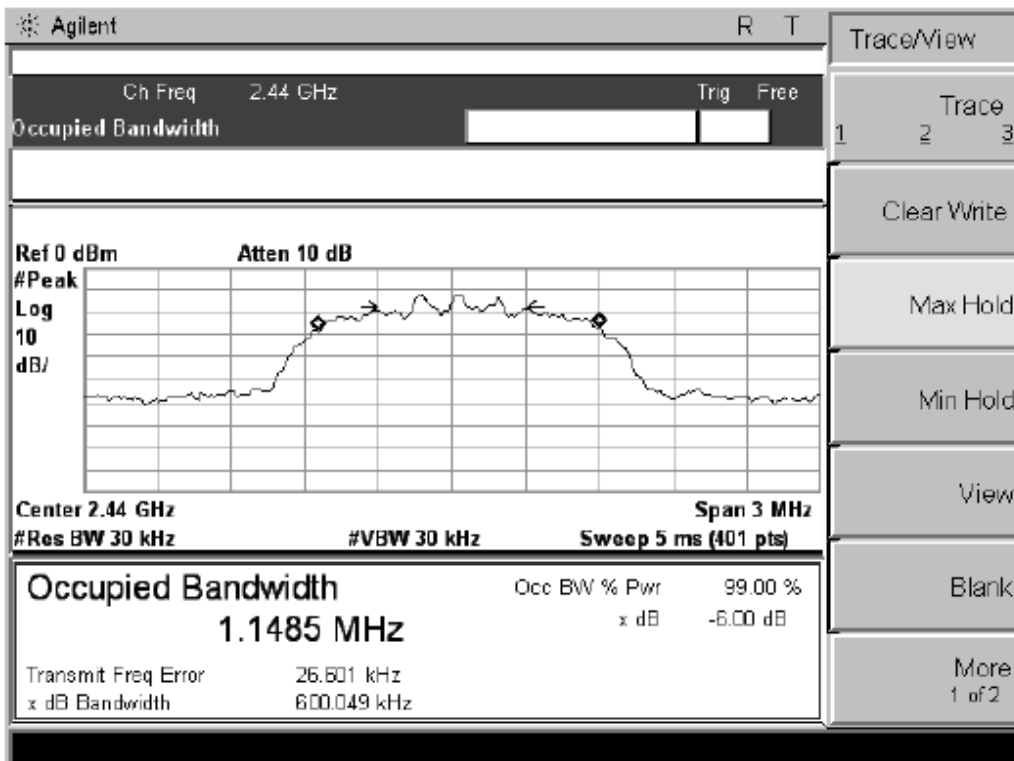 Agilent R T
Ch Freq 2.44 GHz Trig Free
Occupied Bandwidth
Ref 0 dBm Atten 10 dB
#Peak
Log
10
dB/
Center 2.44 GHz Span 3 MHz
#Res BW 30 kHz #VBW 30 kHz Sweep 5 ms (401 pts)
Occupied Bandwidth
1.1485 MHz
Occ BW % Pwr 99.00 %
x dB -6.00 dB
Transmit Freq Error 26.601 kHz
x dB Bandwidth 600.049 kHz
Trace/View
Trace
1 2 3
Clear Write
Max Hold
Min Hold
View
Blank
More
1 of 2